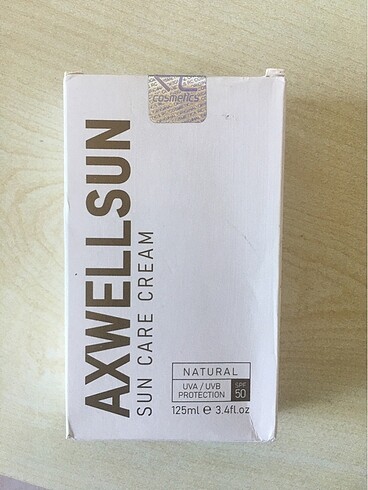 cosmetics
AXWELLSUN
SUN CARE CREAM
NATURAL
UVA / UVB
PROTECTION
SPF
50
125ml e 3.4fl.oz